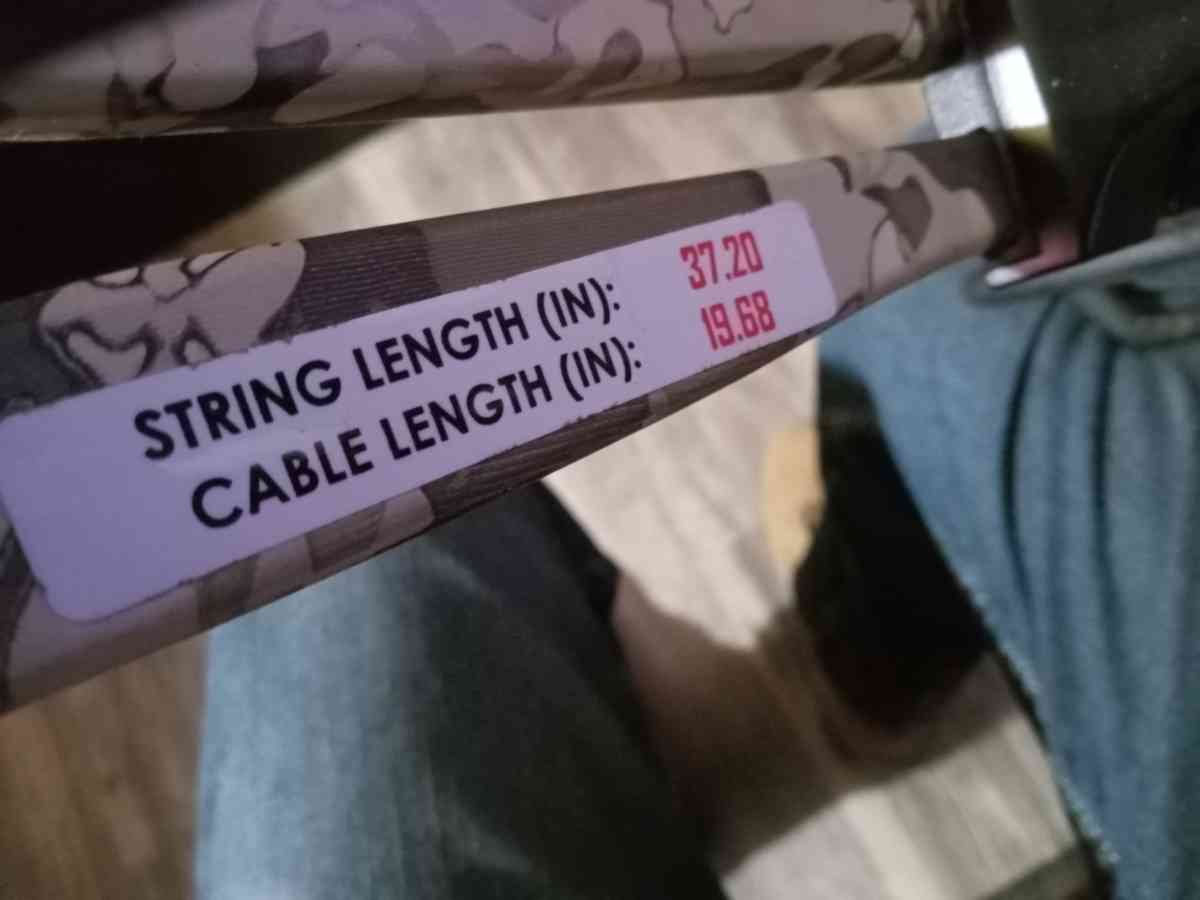 STRING LENGTH (IN): 37.20
CABLE LENGTH (IN): 19.68